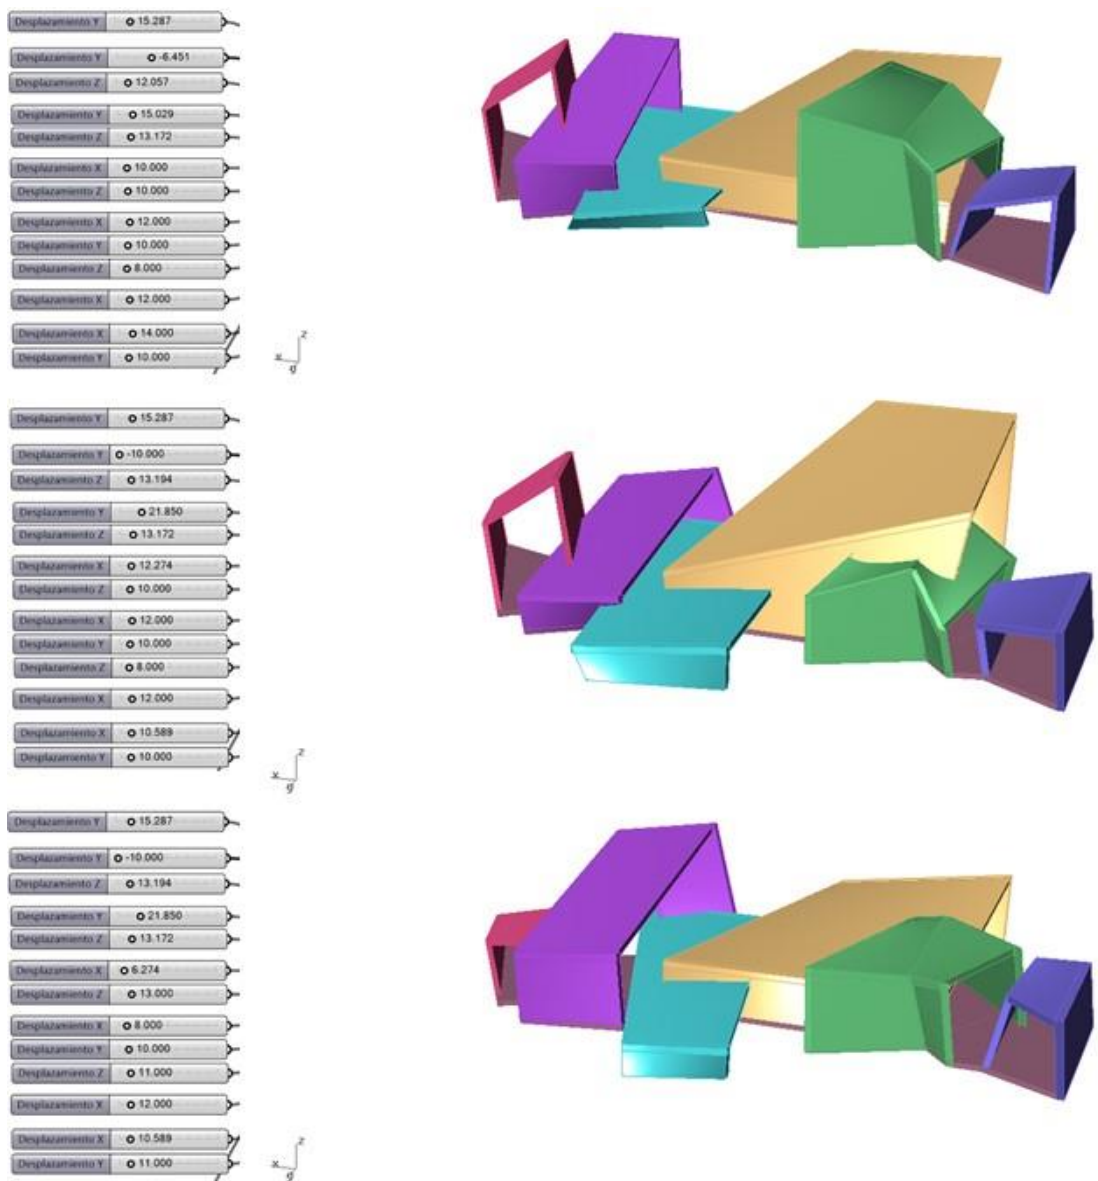 Desplazamiento Y 15.287
Desplazamiento Y -6.451
Desplazamiento Z 12.057
Desplazamiento Y 15.029
Desplazamiento Z 13.172
Desplazamiento X 10.000
Desplazamiento Z 10.000
Desplazamiento X 12.000
Desplazamiento Y 10.000
Desplazamiento Z 8.000
Desplazamiento X 12.000
Desplazamiento X 14.000
Desplazamiento Y 10.000
z
x
y
Desplazamiento Y 15.287
Desplazamiento Y -10.000
Desplazamiento Z 13.194
Desplazamiento Y 21.850
Desplazamiento Z 13.172
Desplazamiento X 12.274
Desplazamiento Z 10.000
Desplazamiento X 12.000
Desplazamiento Y 10.000
Desplazamiento Z 8.000
Desplazamiento X 12.000
Desplazamiento X 10.589
Desplazamiento Y 10.000
z
x
y
Desplazamiento Y 15.287
Desplazamiento Y -10.000
Desplazamiento Z 13.194
Desplazamiento Y 21.850
Desplazamiento Z 13.172
Desplazamiento X 6.274
Desplazamiento Z 13.000
Desplazamiento X 8.000
Desplazamiento Y 10.000
Desplazamiento Z 11.000
Desplazamiento X 12.000
Desplazamiento X 10.589
Desplazamiento Y 11.000
z
x
y